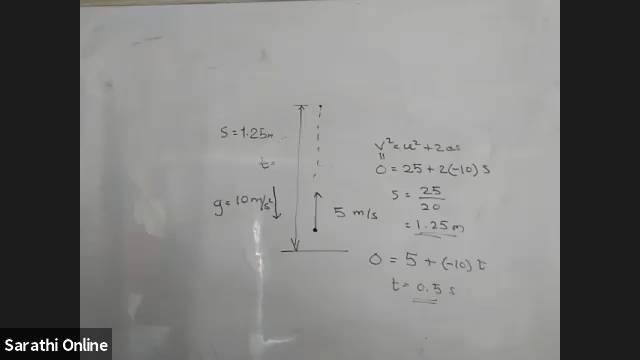 S = 1.25m
t =
g = 10 m/s²
5 m/s
v² = u² + 2as
0 = 25 + 2(-10) s
s = 25
20
= 1.25 m
0 = 5 + (-10) t
t = 0.5 s
Sarathi Online